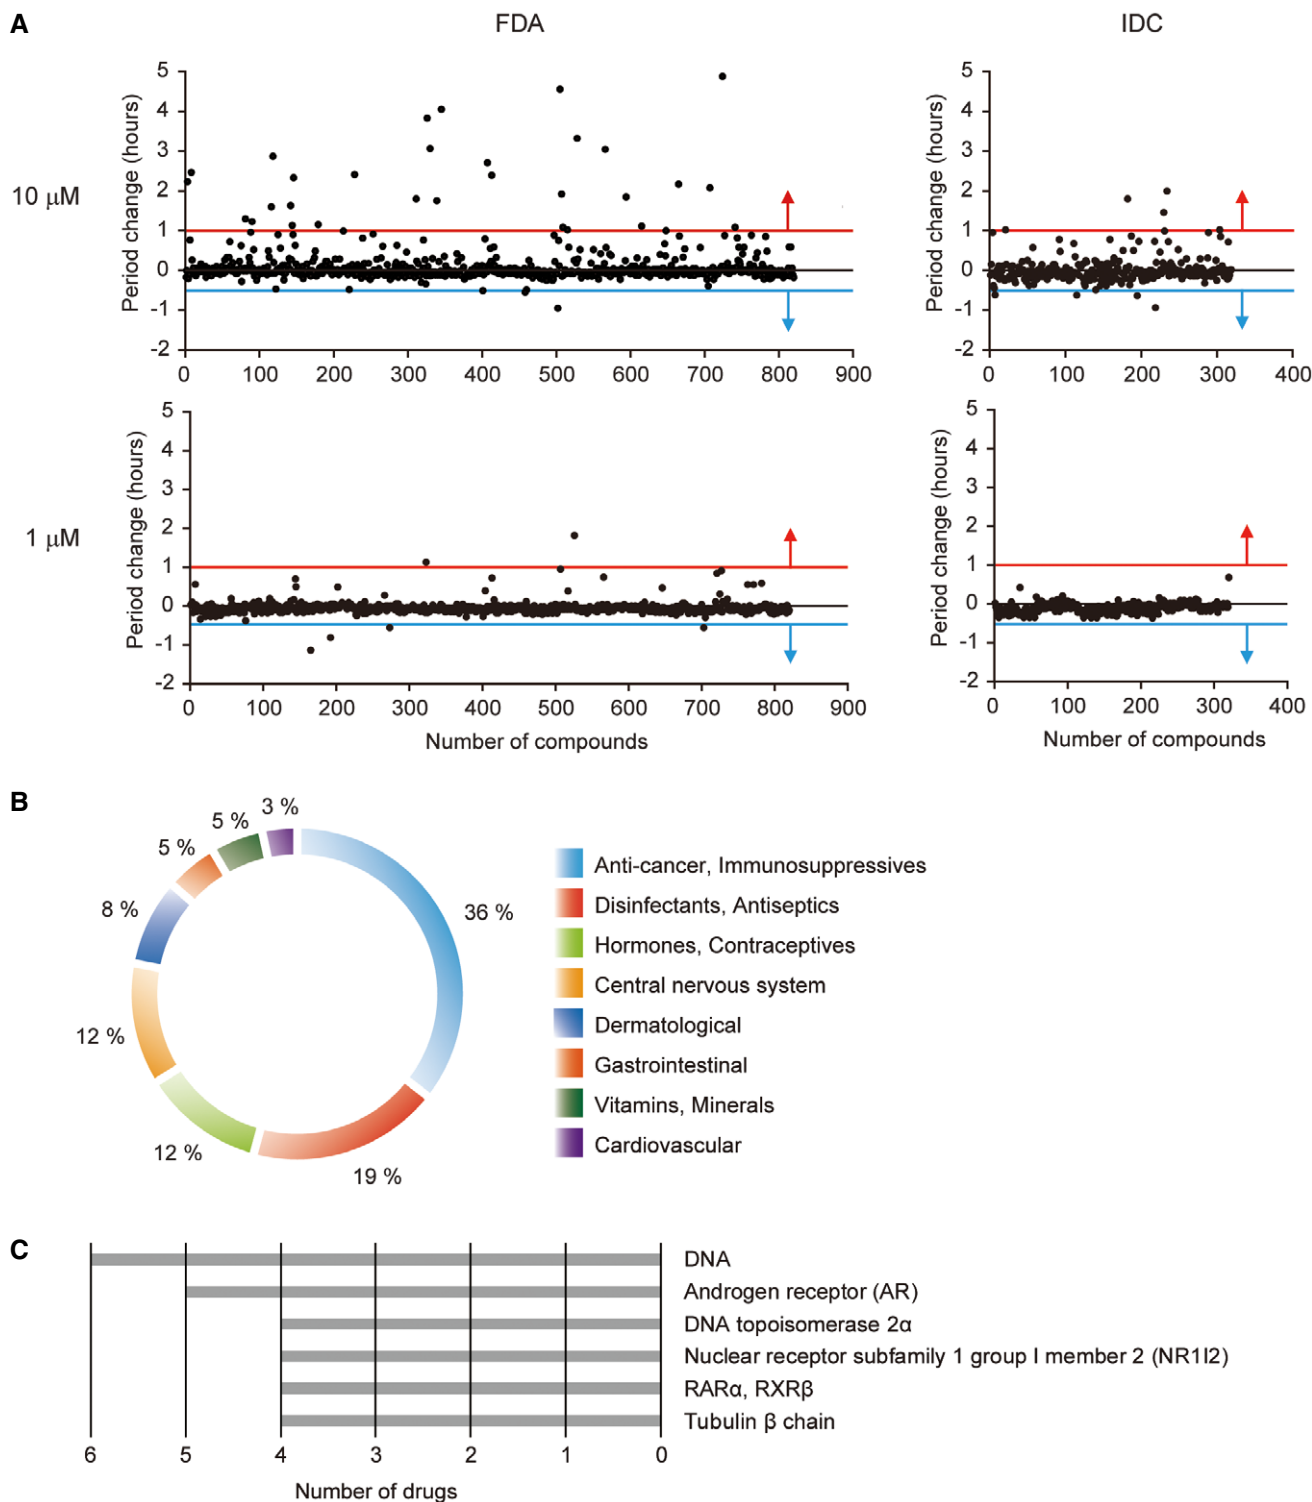 A
FDA
IDC
10 μM
Period change (hours)
5
4
3
2
1
0
-1
-2
0 100 200 300 400 500 600 700 800 900
Period change (hours)
5
4
3
2
1
0
-1
-2
0 100 200 300 400
1 μM
Period change (hours)
5
4
3
2
1
0
-1
-2
0 100 200 300 400 500 600 700 800 900
Number of compounds
Period change (hours)
5
4
3
2
1
0
-1
-2
0 100 200 300 400
Number of compounds
B
3 %
5 %
5 %
8 %
12 %
12 %
19 %
36 %
Anti-cancer, Immunosuppressives
Disinfectants, Antiseptics
Hormones, Contraceptives
Central nervous system
Dermatological
Gastrointestinal
Vitamins, Minerals
Cardiovascular
C
DNA
Androgen receptor (AR)
DNA topoisomerase 2α
Nuclear receptor subfamily 1 group I member 2 (NR1I2)
RARα, RXRβ
Tubulin β chain
6 5 4 3 2 1 0
Number of drugs